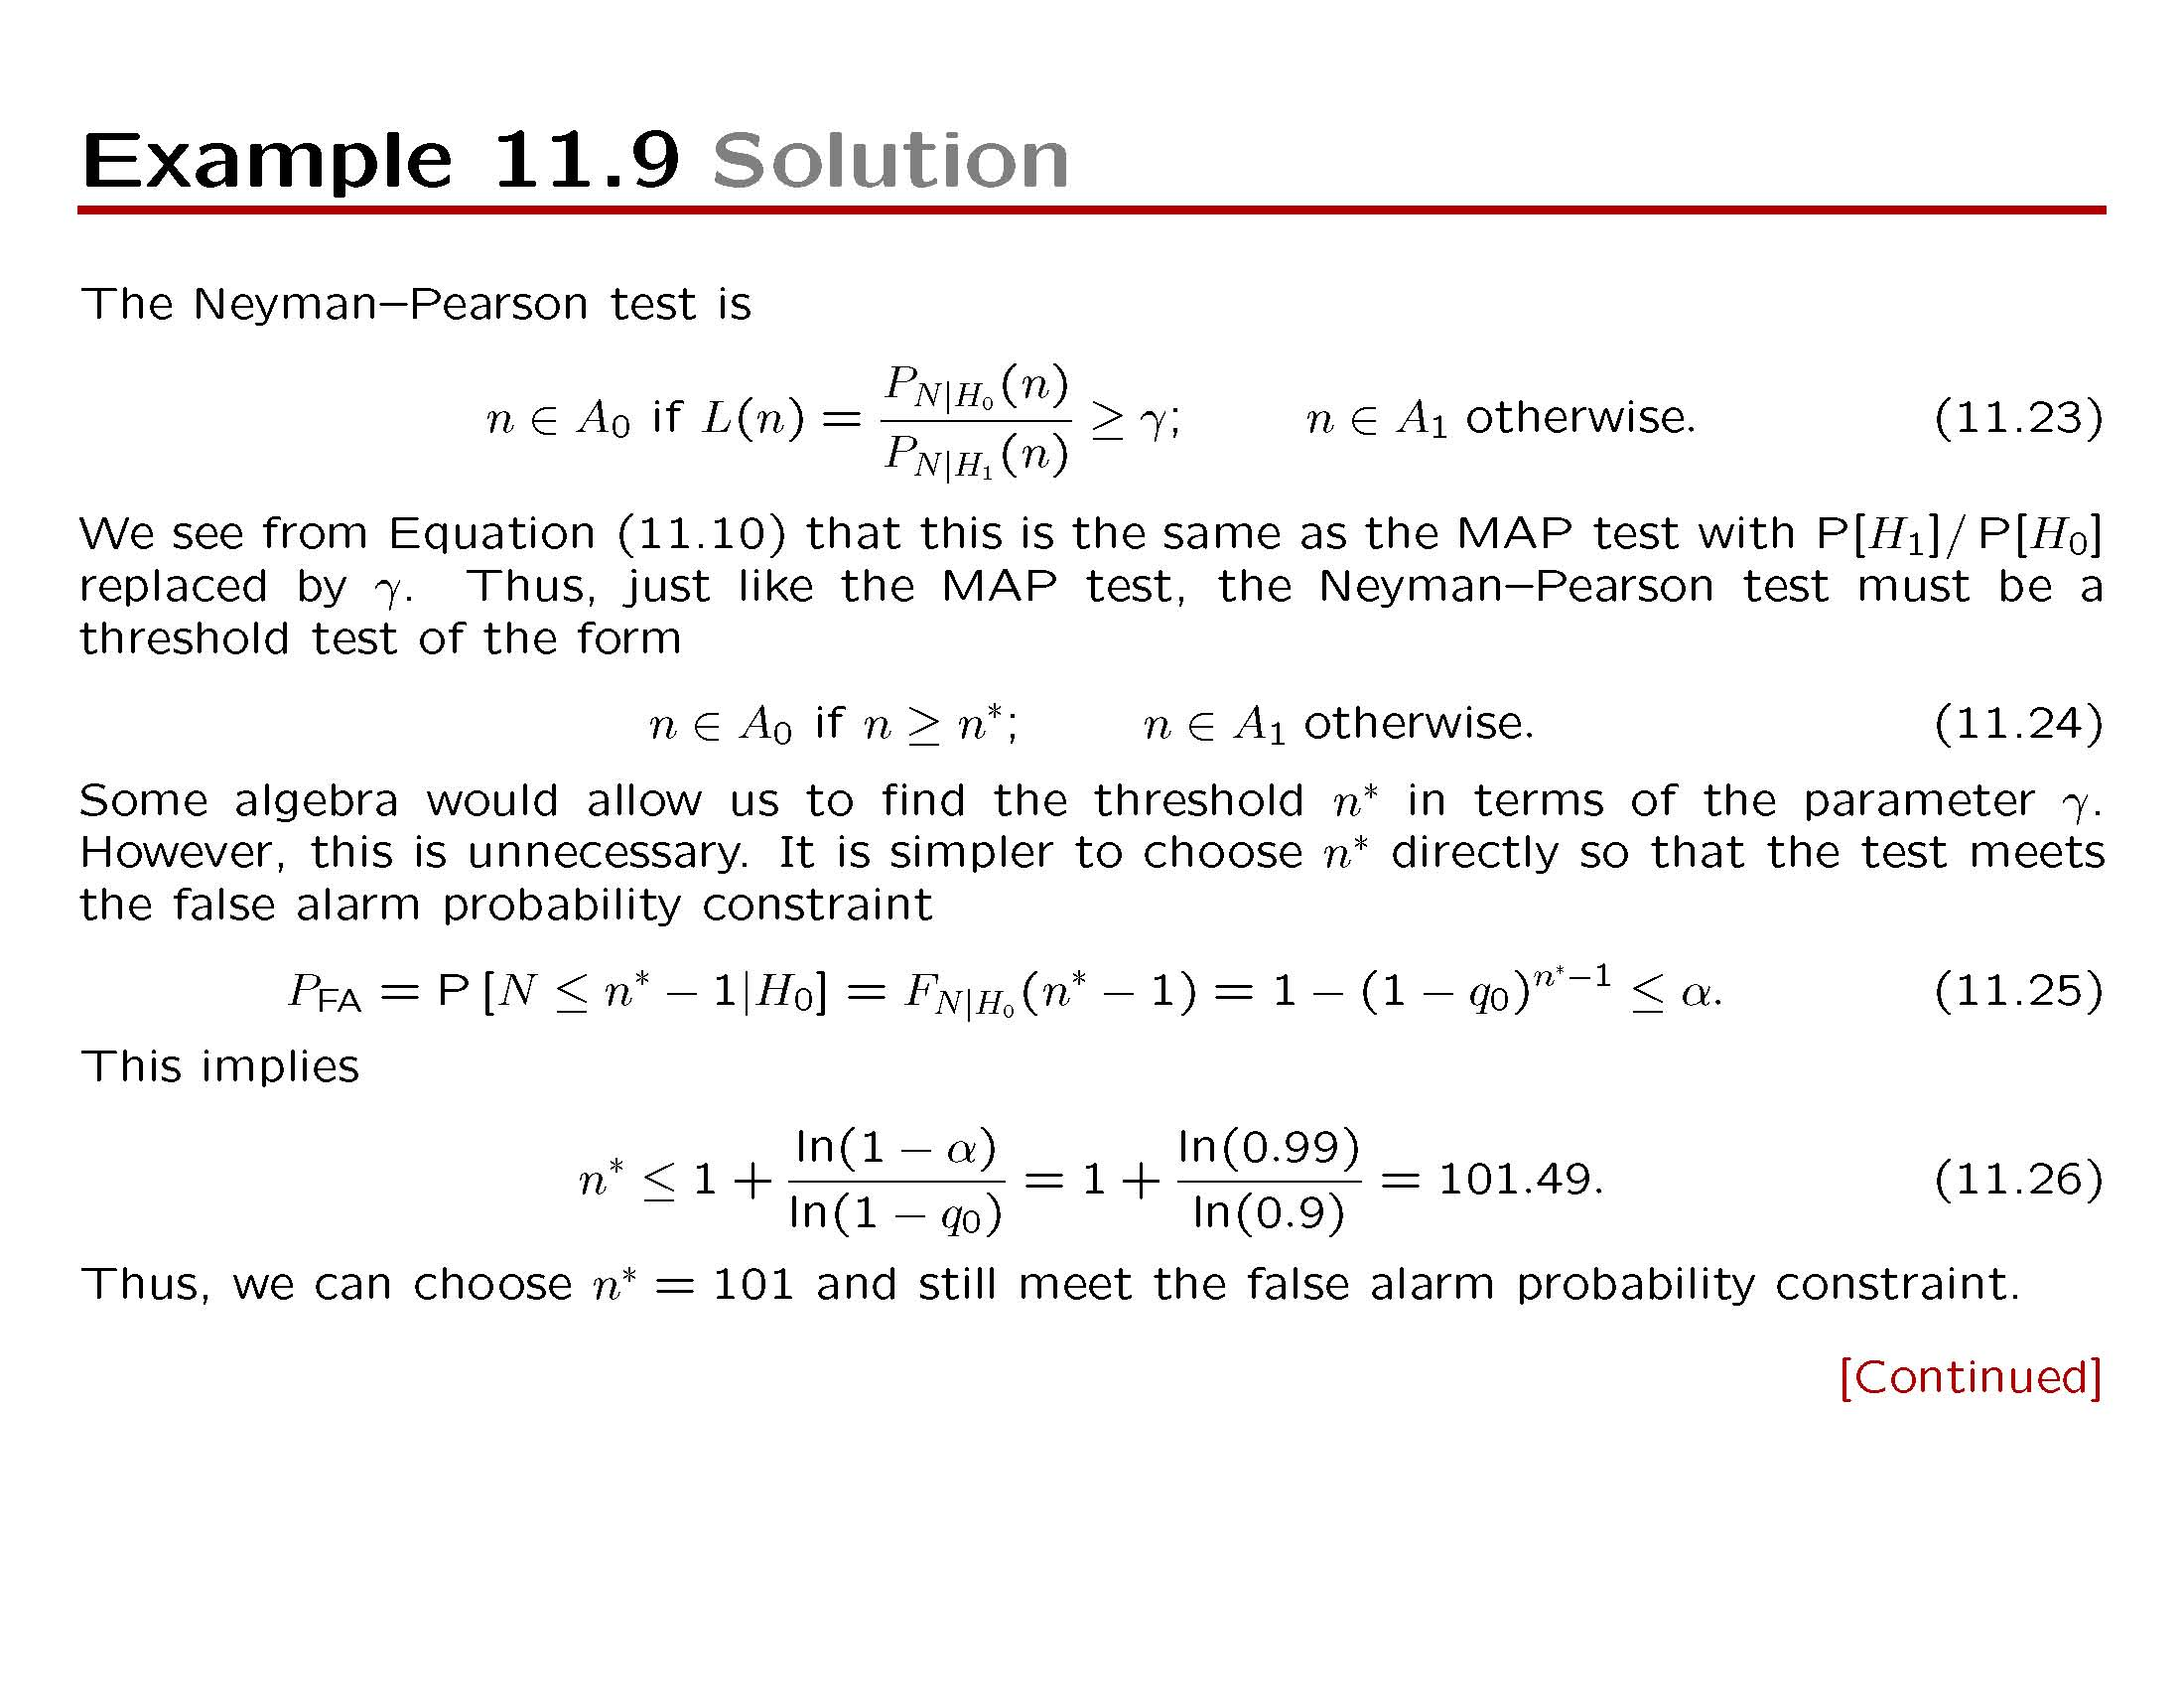 Example 11.9 Solution
The Neyman–Pearson test is
n ∈ A₀ if L(n) = P_{N|H₀}(n) / P_{N|H₁}(n) ≥ γ; n ∈ A₁ otherwise. (11.23)
We see from Equation (11.10) that this is the same as the MAP test with P[H₁]/ P[H₀]
replaced by γ. Thus, just like the MAP test, the Neyman–Pearson test must be a
threshold test of the form
n ∈ A₀ if n ≥ n*; n ∈ A₁ otherwise. (11.24)
Some algebra would allow us to find the threshold n* in terms of the parameter γ.
However, this is unnecessary. It is simpler to choose n* directly so that the test meets
the false alarm probability constraint
P_{FA} = P [N ≤ n* − 1|H₀] = F_{N|H₀}(n* − 1) = 1 − (1 − q₀)^{n*−1} ≤ α. (11.25)
This implies
n* ≤ 1 + ln(1 − α) / ln(1 − q₀) = 1 + ln(0.99) / ln(0.9) = 101.49. (11.26)
Thus, we can choose n* = 101 and still meet the false alarm probability constraint.
[Continued]